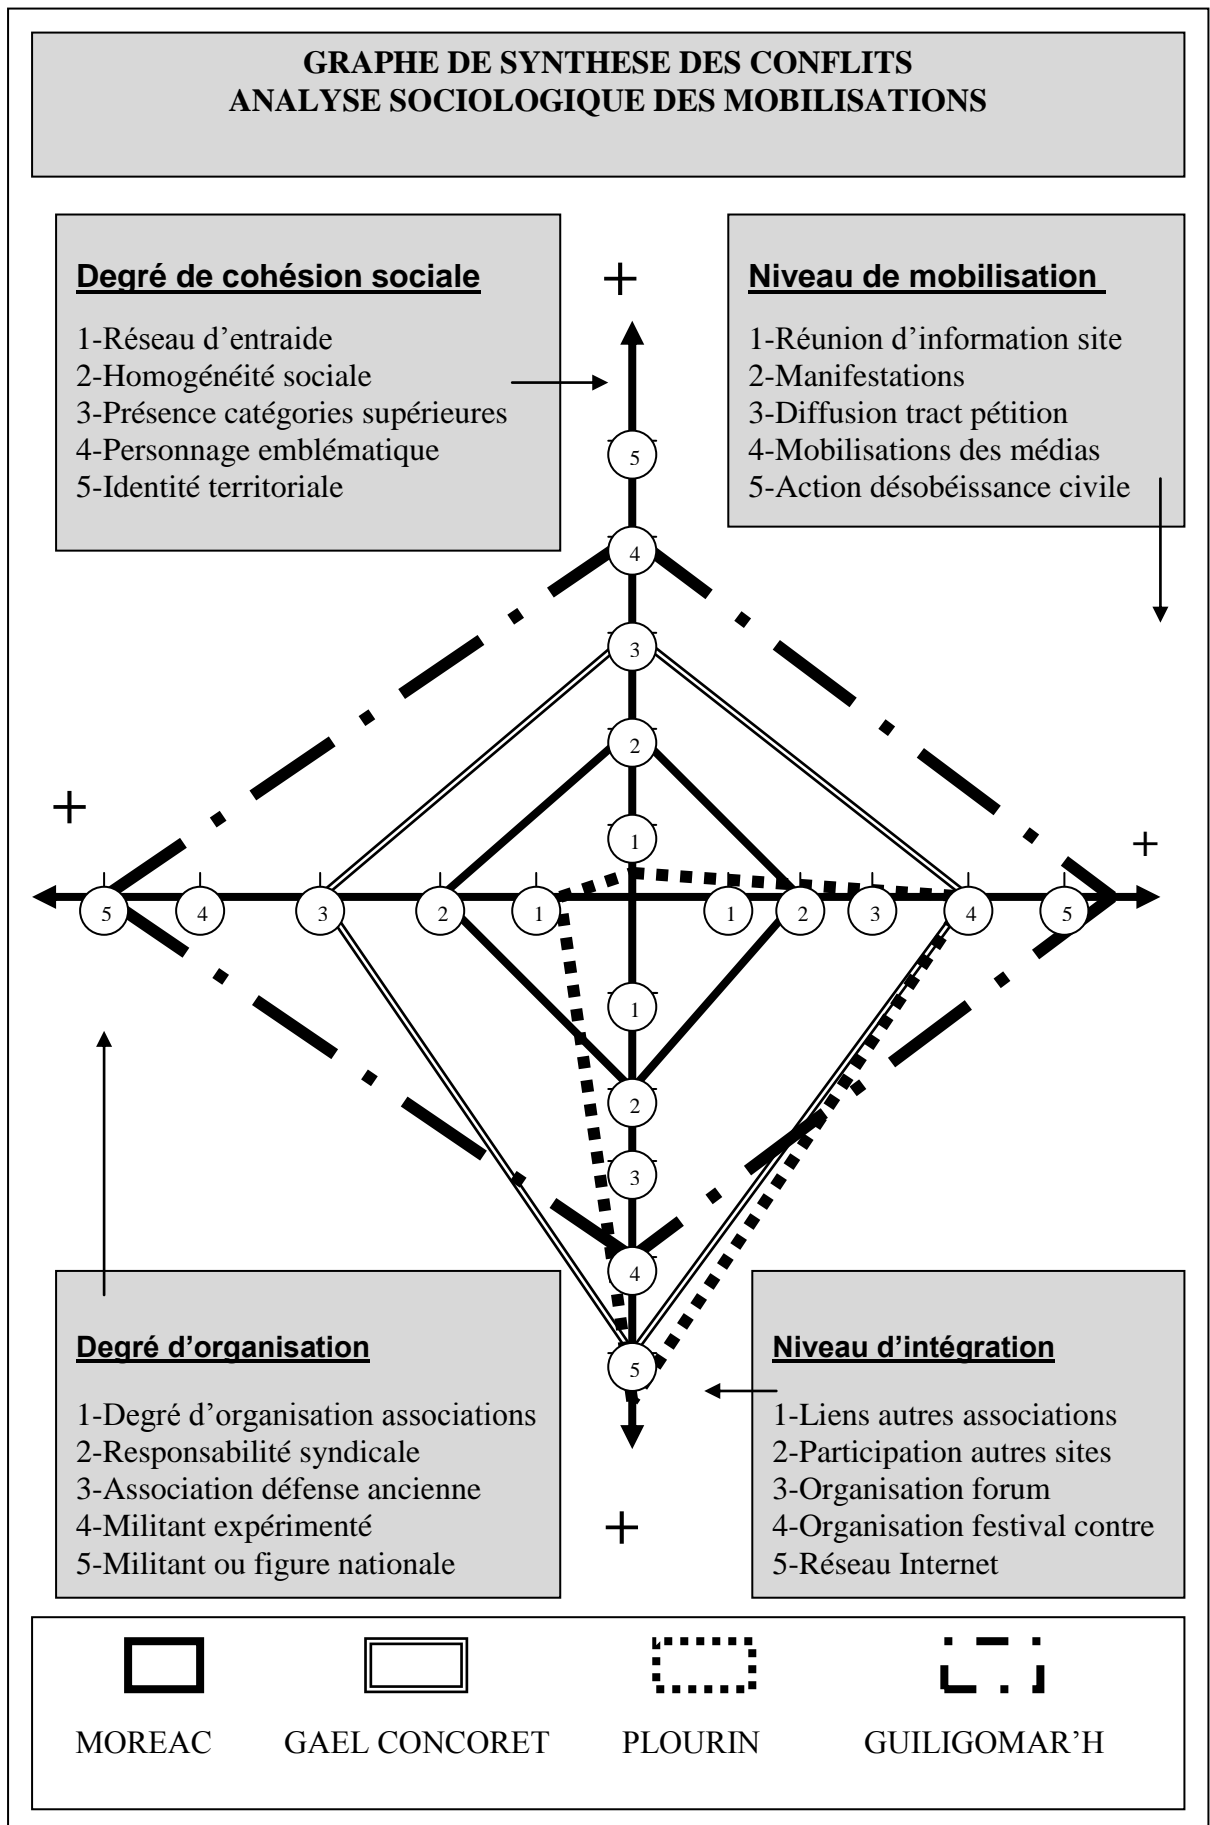 GRAPHE DE SYNTHESE DES CONFLITS
ANALYSE SOCIOLOGIQUE DES MOBILISATIONS
Degré de cohésion sociale
1-Réseau d’entraide
2-Homogénéité sociale
3-Présence catégories supérieures
4-Personnage emblématique
5-Identité territoriale
+
Niveau de mobilisation
1-Réunion d’information site
2-Manifestations
3-Diffusion tract pétition
4-Mobilisations des médias
5-Action désobéissance civile
5
4
3
2
1
+
+
5 4 3 2 1 1 2 3 4 5
1
2
3
4
5
Degré d’organisation
1-Degré d’organisation associations
2-Responsabilité syndicale
3-Association défense ancienne
4-Militant expérimenté
5-Militant ou figure nationale
+
Niveau d’intégration
1-Liens autres associations
2-Participation autres sites
3-Organisation forum
4-Organisation festival contre
5-Réseau Internet
MOREAC GAEL CONCORET PLOURIN GUILIGOMAR’H